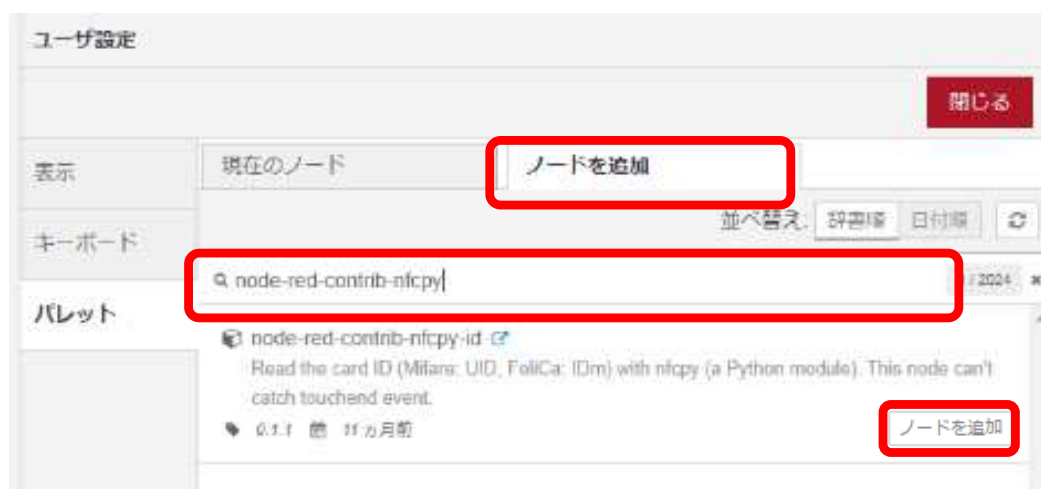 ユーザ設定
閉じる
表示
現在のノード
ノードを追加
並べ替え: 辞書順 日付順
キーボード
node-red-contrib-nfcpy
/ 2024
パレット
node-red-contrib-nfcpy-id
Read the card ID (Mifare: UID, FeliCa: IDm) with nfcpy (a Python module). This node can't
catch touchend event.
0.1.1 11ヵ月前
ノードを追加